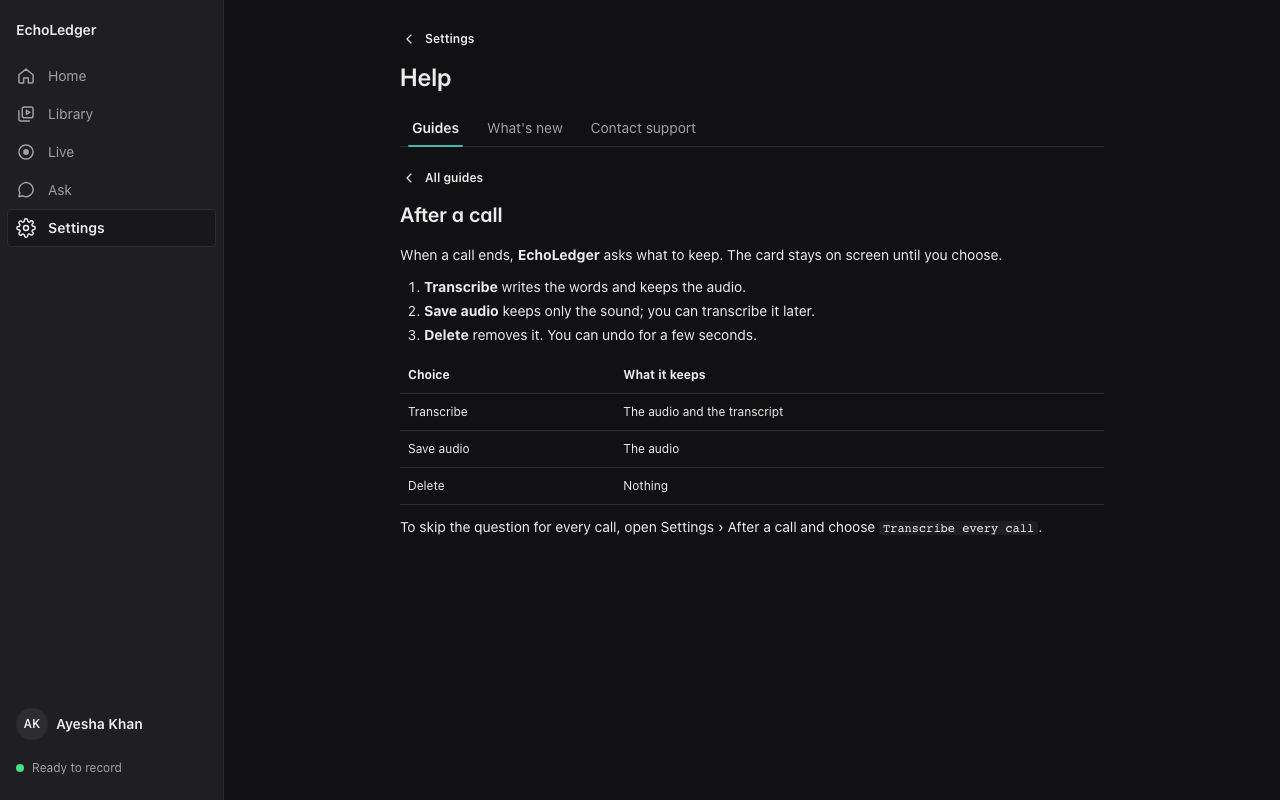 EchoLedger
Home
Library
Live
Ask
Settings
AK
Ayesha Khan
Ready to record
Settings
Help
Guides
What's new
Contact support
All guides
After a call
When a call ends, EchoLedger asks what to keep. The card stays on screen until you choose.
1. Transcribe writes the words and keeps the audio.
2. Save audio keeps only the sound; you can transcribe it later.
3. Delete removes it. You can undo for a few seconds.
Choice What it keeps
Transcribe The audio and the transcript
Save audio The audio
Delete Nothing
To skip the question for every call, open Settings › After a call and choose Transcribe every call.